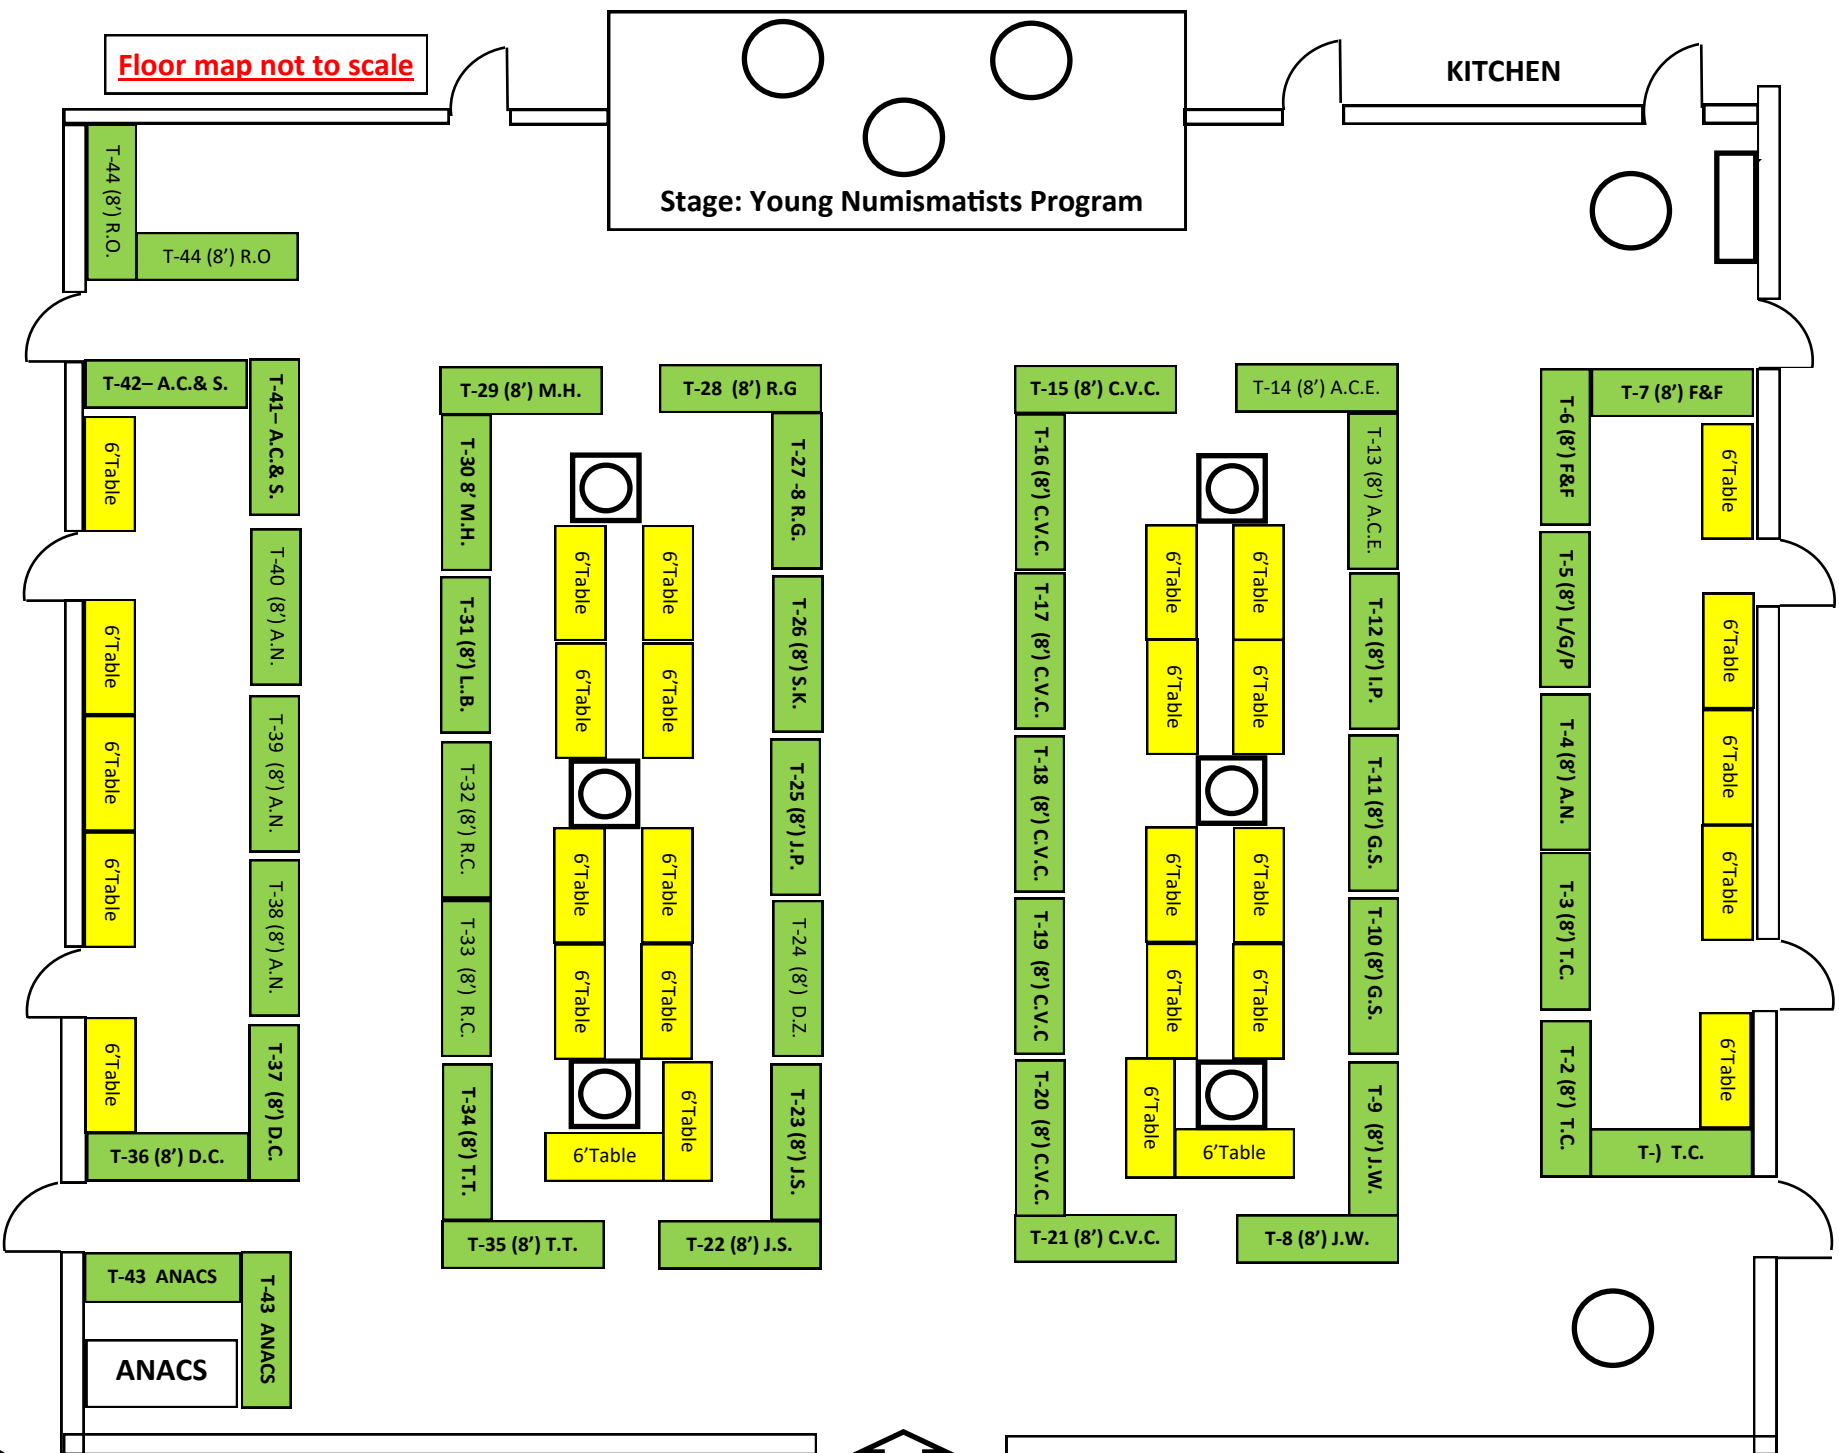 Floor map not to scale
KITCHEN
Stage: Young Numismatists Program
T-44 (8') R.O.
T-44 (8') R.O
T-42– A.C.& S.
T-41– A.C.& S.
6'Table
T-40 (8') A.N.
6'Table
T-39 (8') A.N.
6'Table
T-38 (8') A.N.
6'Table
T-37 (8') D.C.
6'Table
T-36 (8') D.C.
T-43 ANACS
T-43 ANACS
ANACS
T-29 (8') M.H.
T-28 (8') R.G
T-30 8' M.H.
T-27 -8 R.G.
T-31 (8') L..B.
T-26 (8') S.K.
T-32 (8') R.C.
T-25 (8') J.P.
T-33 (8') R.C.
T-24 (8') D.Z.
T-34 (8') T.T.
T-23 (8') J.S.
T-35 (8') T.T.
T-22 (8') J.S.
6'Table
6'Table
6'Table
6'Table
6'Table
6'Table
6'Table
6'Table
6'Table
6'Table
T-15 (8') C.V.C.
T-14 (8') A.C.E.
T-16 (8') C.V.C.
T-13 (8') A.C.E.
T-17 (8') C.V.C.
T-12 (8') I.P.
T-18 (8') C.V.C.
T-11 (8') G.S.
T-19 (8') C.V.C
T-10 (8') G.S.
T-20 (8') C.V.C.
T-9 (8') J.W.
T-21 (8') C.V.C.
T-8 (8') J.W.
6'Table
6'Table
6'Table
6'Table
6'Table
6'Table
6'Table
6'Table
6'Table
6'Table
T-7 (8') F&F
T-6 (8') F&F
6'Table
T-5 (8') L/G/P
6'Table
T-4 (8') A.N.
6'Table
T-3 (8') T.C.
6'Table
T-2 (8') T.C.
6'Table
T-) T.C.